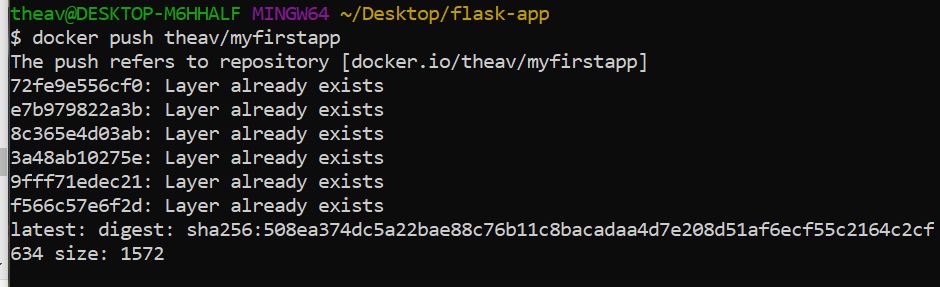 theav@DESKTOP-M6HHALF MINGW64 ~/Desktop/flask-app
$ docker push theav/myfirstapp
The push refers to repository [docker.io/theav/myfirstapp]
72fe9e556cf0: Layer already exists
e7b979822a3b: Layer already exists
8c365e4d03ab: Layer already exists
3a48ab10275e: Layer already exists
9fff71edec21: Layer already exists
f566c57e6f2d: Layer already exists
latest: digest: sha256:508ea374dc5a22bae88c76b11c8bacadaa4d7e208d51af6ecf55c2164c2cf
634 size: 1572